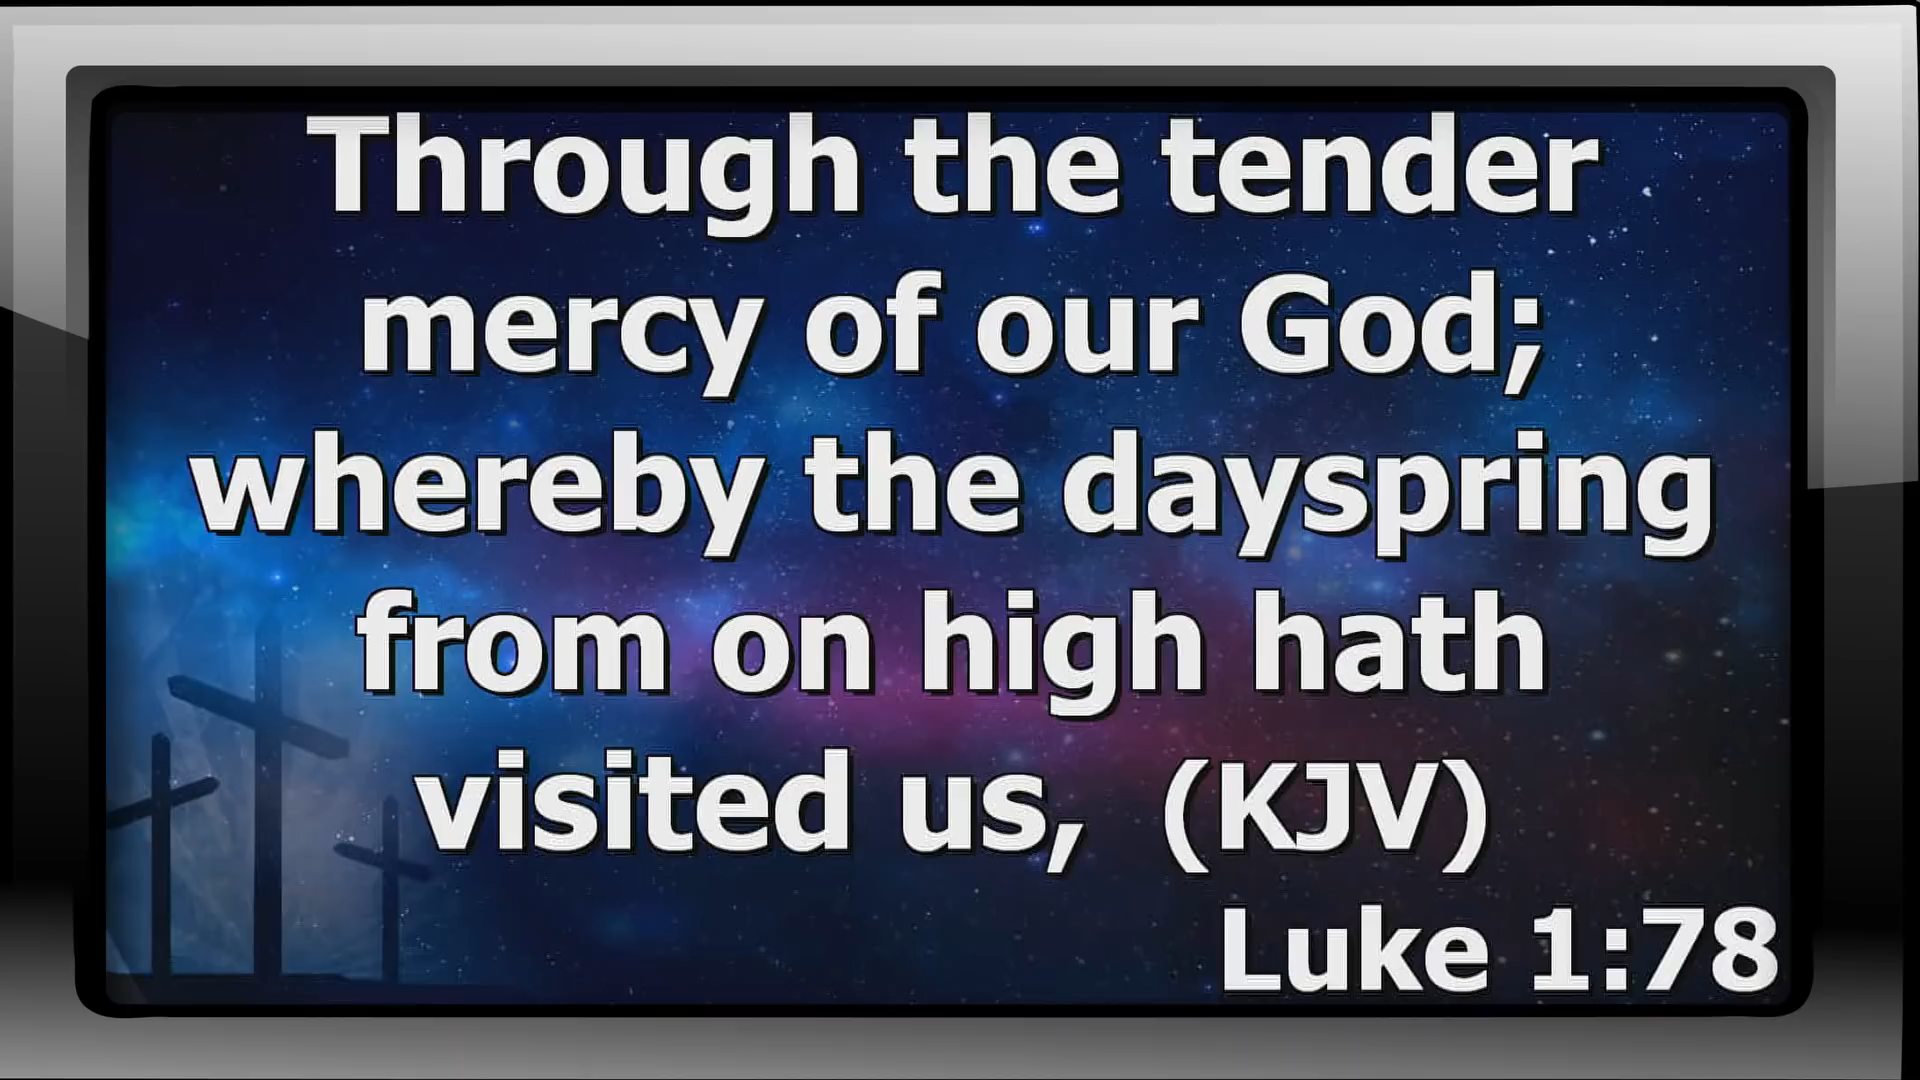 Through the tender
mercy of our God;
whereby the dayspring
from on high hath
visited us, (KJV)
Luke 1:78